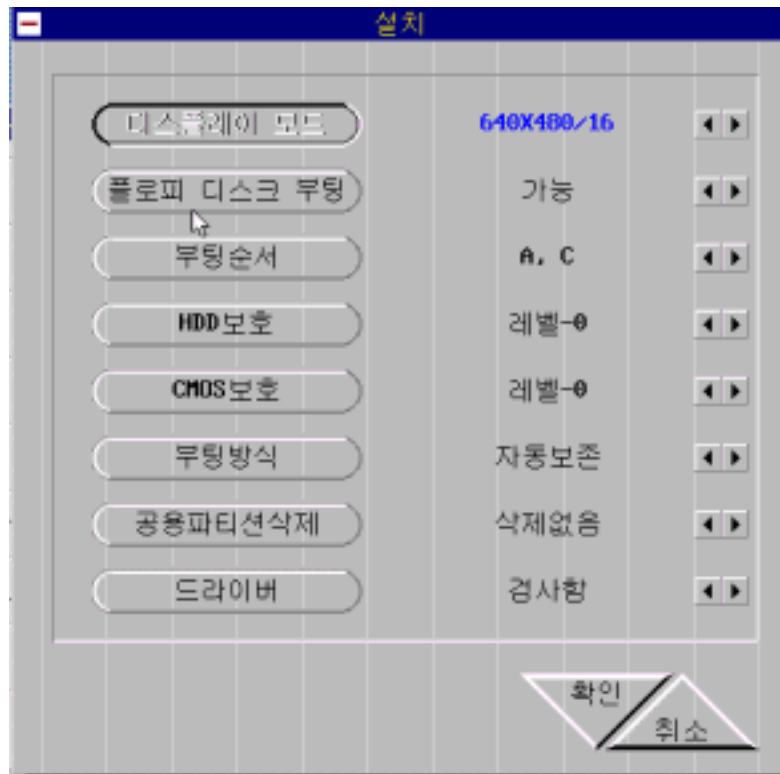 설치
디스플레이 모드 640X480/16
플로피 디스크 부팅 가능
부팅순서 A, C
HDD보호 레벨-0
CMOS보호 레벨-0
부팅방식 자동보존
공용파티션삭제 삭제없음
드라이버 검사함
확인
취소